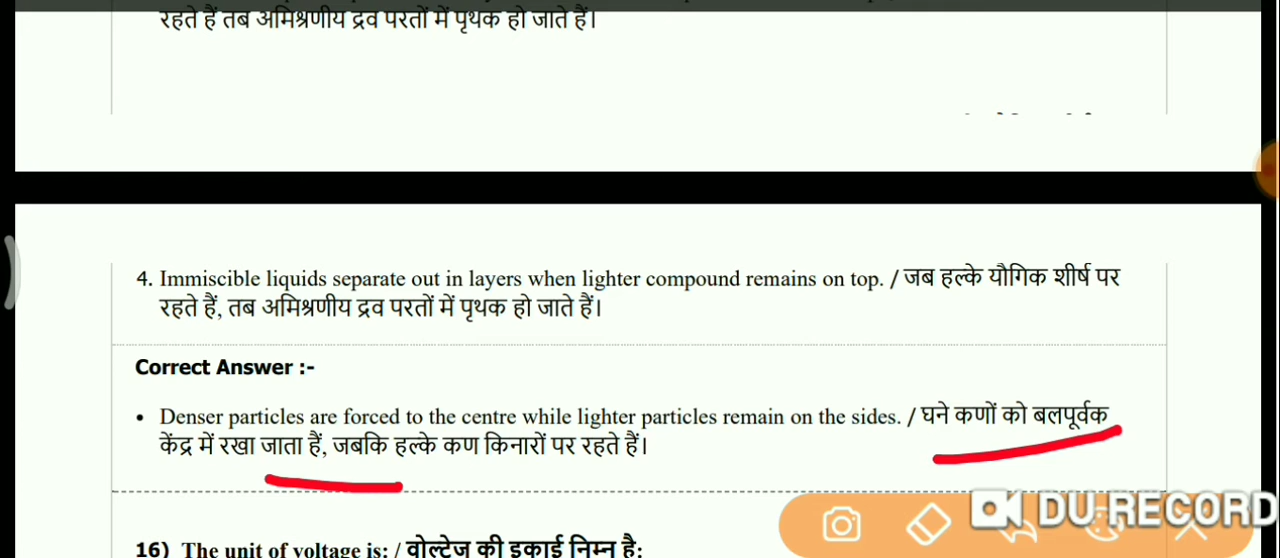 रहते हैं तब अमिश्रणीय द्रव परतों में पृथक हो जाते हैं।
4. Immiscible liquids separate out in layers when lighter compound remains on top. / जब हल्के यौगिक शीर्ष पर
रहते हैं, तब अमिश्रणीय द्रव परतों में पृथक हो जाते हैं।
Correct Answer :-
• Denser particles are forced to the centre while lighter particles remain on the sides. / घने कणों को बलपूर्वक
केंद्र में रखा जाता हैं, जबकि हल्के कण किनारों पर रहते हैं।
DU RECORD
16) The unit of voltage is: / वोल्टेज की इकाई निम्न है: